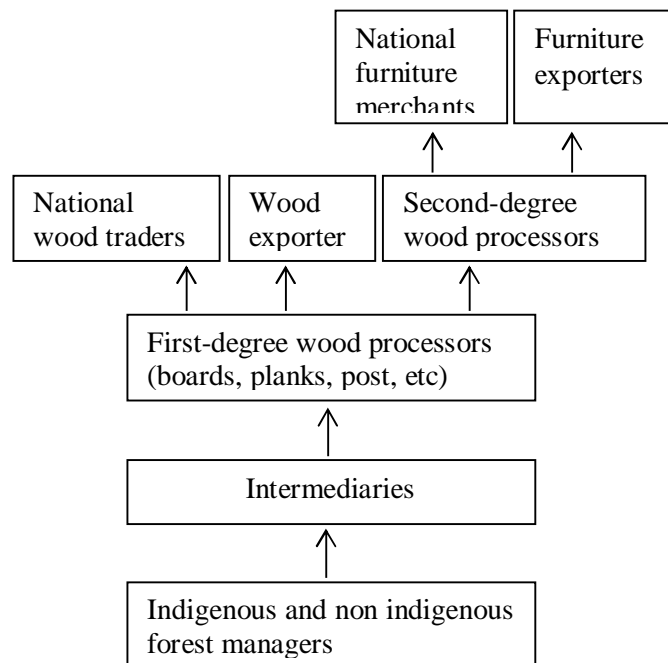 National
furniture
merchants
Furniture
exporters
National
wood traders
Wood
exporter
Second-degree
wood processors
First-degree wood processors
(boards, planks, post, etc)
Intermediaries
Indigenous and non indigenous
forest managers